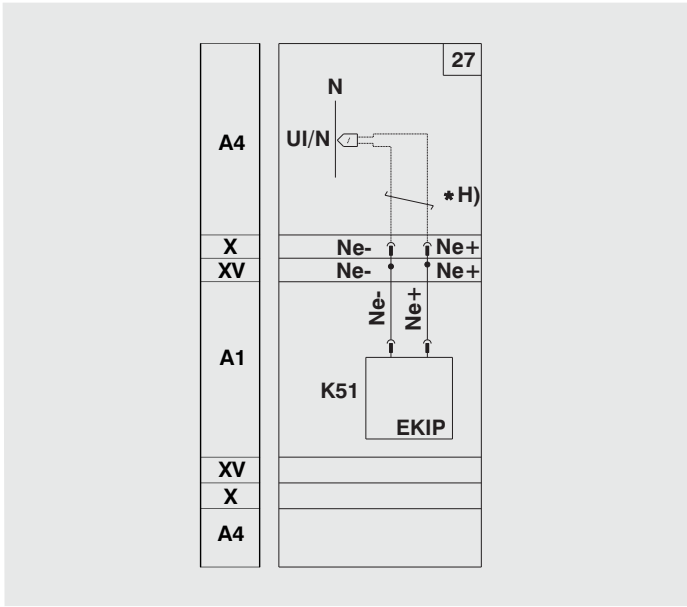 27
N
A4
UI/N
* H)
X
Ne- Ne+
XV
Ne- Ne+
Ne- Ne+
A1
K51
EKIP
XV
X
A4